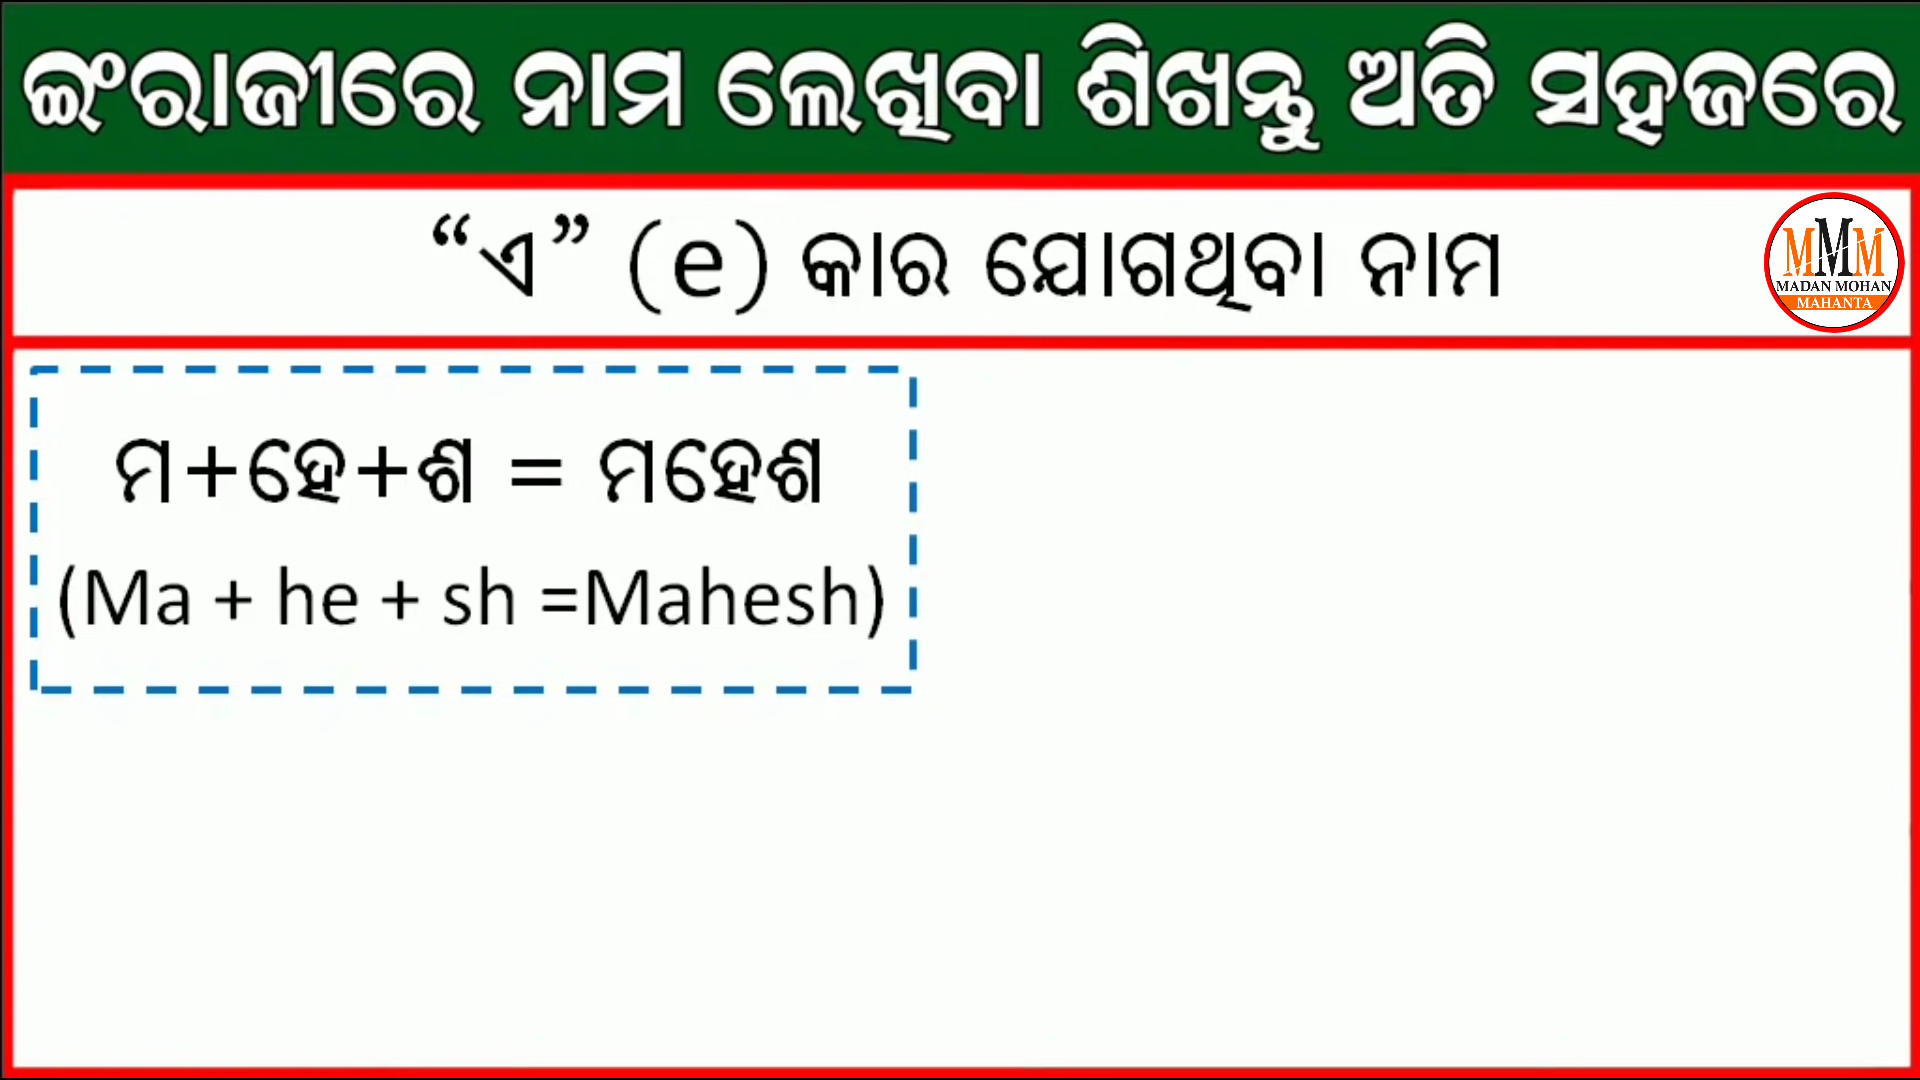 ଇଂରାଜୀରେ ନାମ ଲେଖିବା ଶିଖନ୍ତୁ ଅତି ସହଜରେ
“ଏ” (e) କାର ଯୋଗଥିବା ନାମ
MMM
MADAN MOHAN
MAHANTA
ମ+ହେ+ଶ = ମହେଶ
(Ma + he + sh =Mahesh)